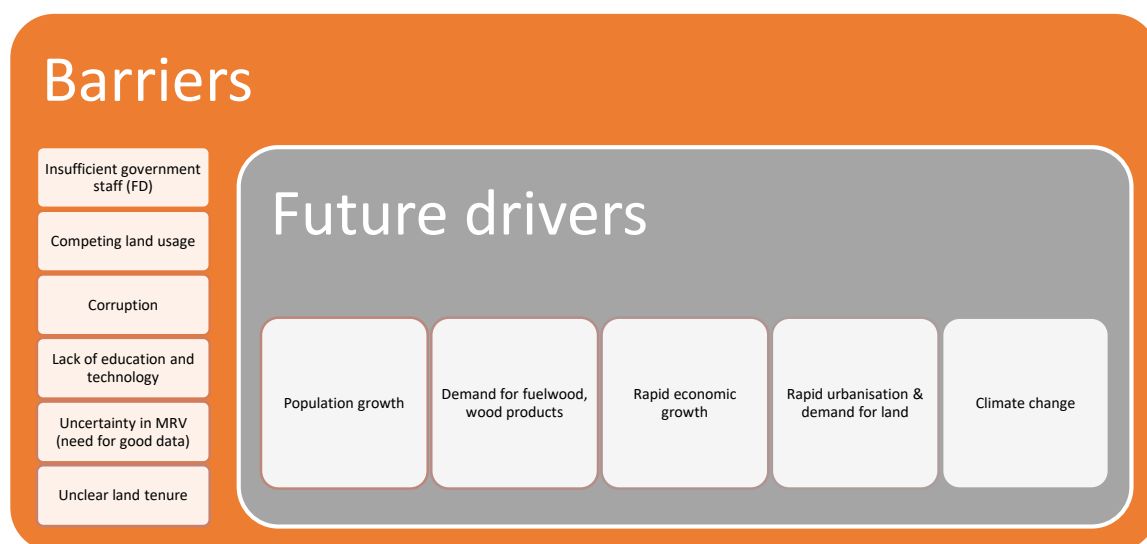 Barriers
Insufficient government
staff (FD)
Competing land usage
Corruption
Lack of education and
technology
Uncertainty in MRV
(need for good data)
Unclear land tenure
Future drivers
Population growth
Demand for fuelwood,
wood products
Rapid economic
growth
Rapid urbanisation &
demand for land
Climate change